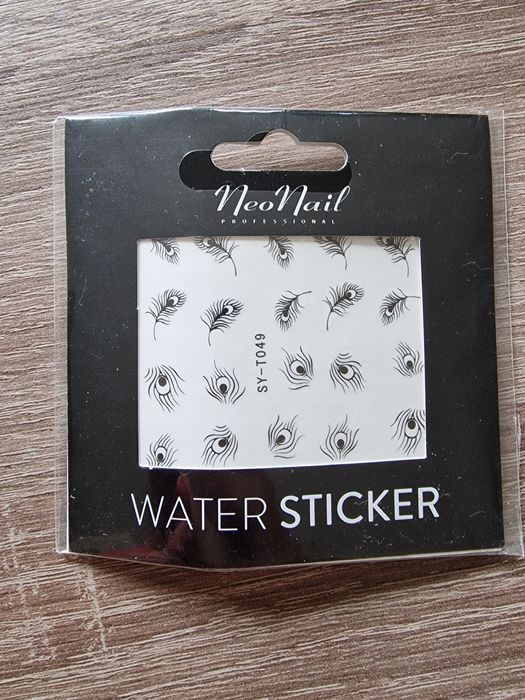 NeoNail
PROFESSIONAL
SY-T049
WATER STICKER